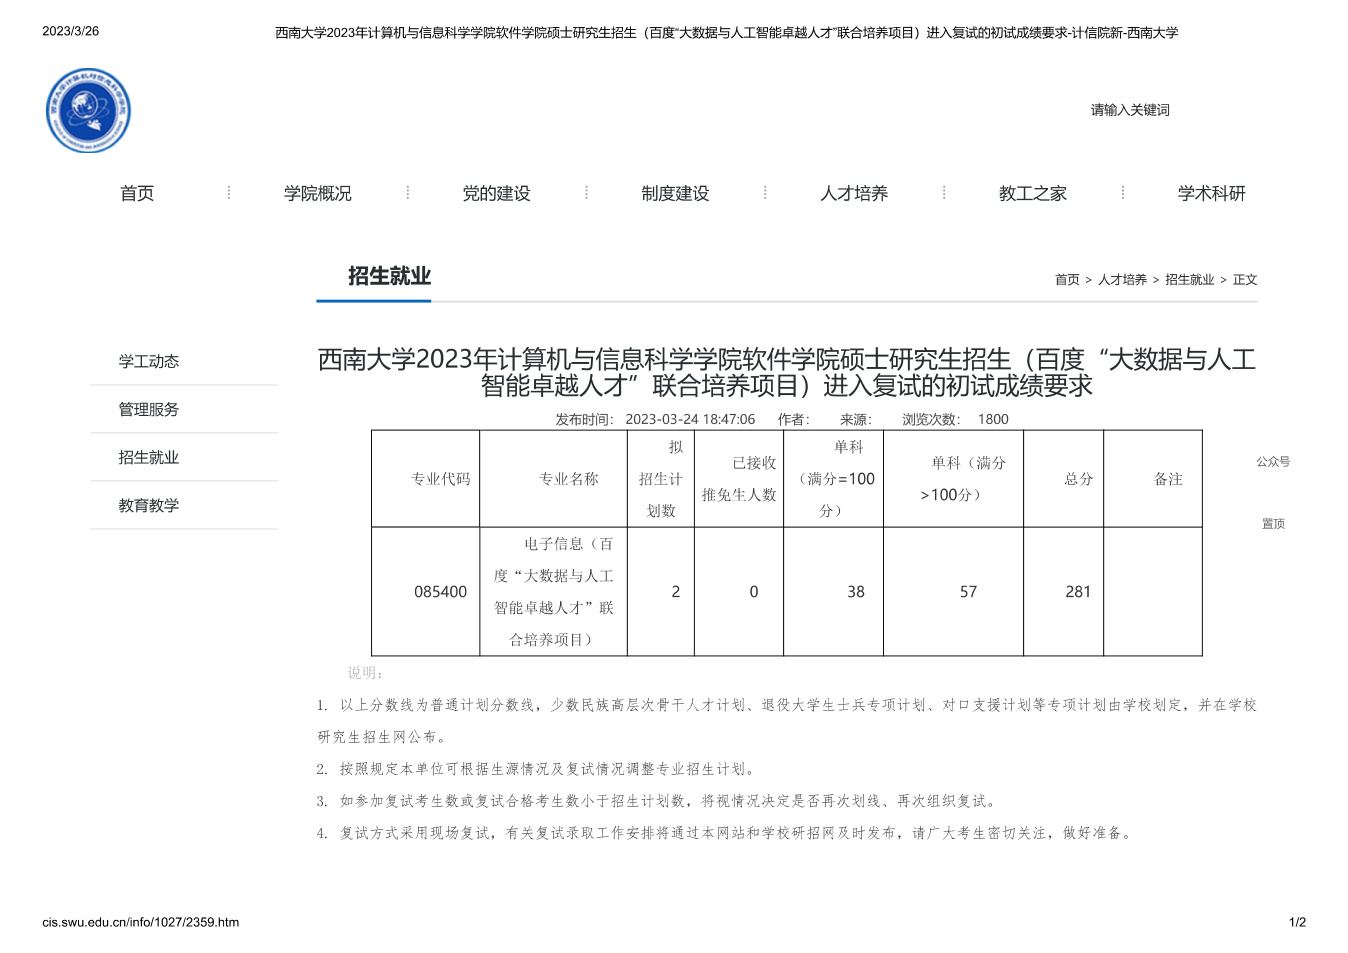 2023/3/26
西南大学2023年计算机与信息科学学院软件学院硕士研究生招生（百度“大数据与人工智能卓越人才”联合培养项目）进入复试的初试成绩要求-计信院新-西南大学
请输入关键词
首页
学院概况
党的建设
制度建设
人才培养
教工之家
学术科研
招生就业
首页 > 人才培养 > 招生就业 > 正文
学工动态
管理服务
招生就业
教育教学
西南大学2023年计算机与信息科学学院软件学院硕士研究生招生（百度“大数据与人工
智能卓越人才”联合培养项目）进入复试的初试成绩要求
发布时间： 2023-03-24 18:47:06 作者： 来源： 浏览次数： 1800
专业代码
专业名称
拟
招生计
划数
已接收
推免生人数
单科
（满分=100
分）
单科（满分
>100分）
总分
备注
085400
电子信息（百
度“大数据与人工
智能卓越人才”联
合培养项目）
2
0
38
57
281
公众号
置顶
说明：
1. 以上分数线为普通计划分数线，少数民族高层次骨干人才计划、退役大学生士兵专项计划、对口支援计划等专项计划由学校划定，并在学校
研究生招生网公布。
2. 按照规定本单位可根据生源情况及复试情况调整专业招生计划。
3. 如参加复试考生数或复试合格考生数小于招生计划数，将视情况决定是否再次划线、再次组织复试。
4. 复试方式采用现场复试，有关复试录取工作安排将通过本网站和学校研招网及时发布，请广大考生密切关注，做好准备。
cis.swu.edu.cn/info/1027/2359.htm
1/2